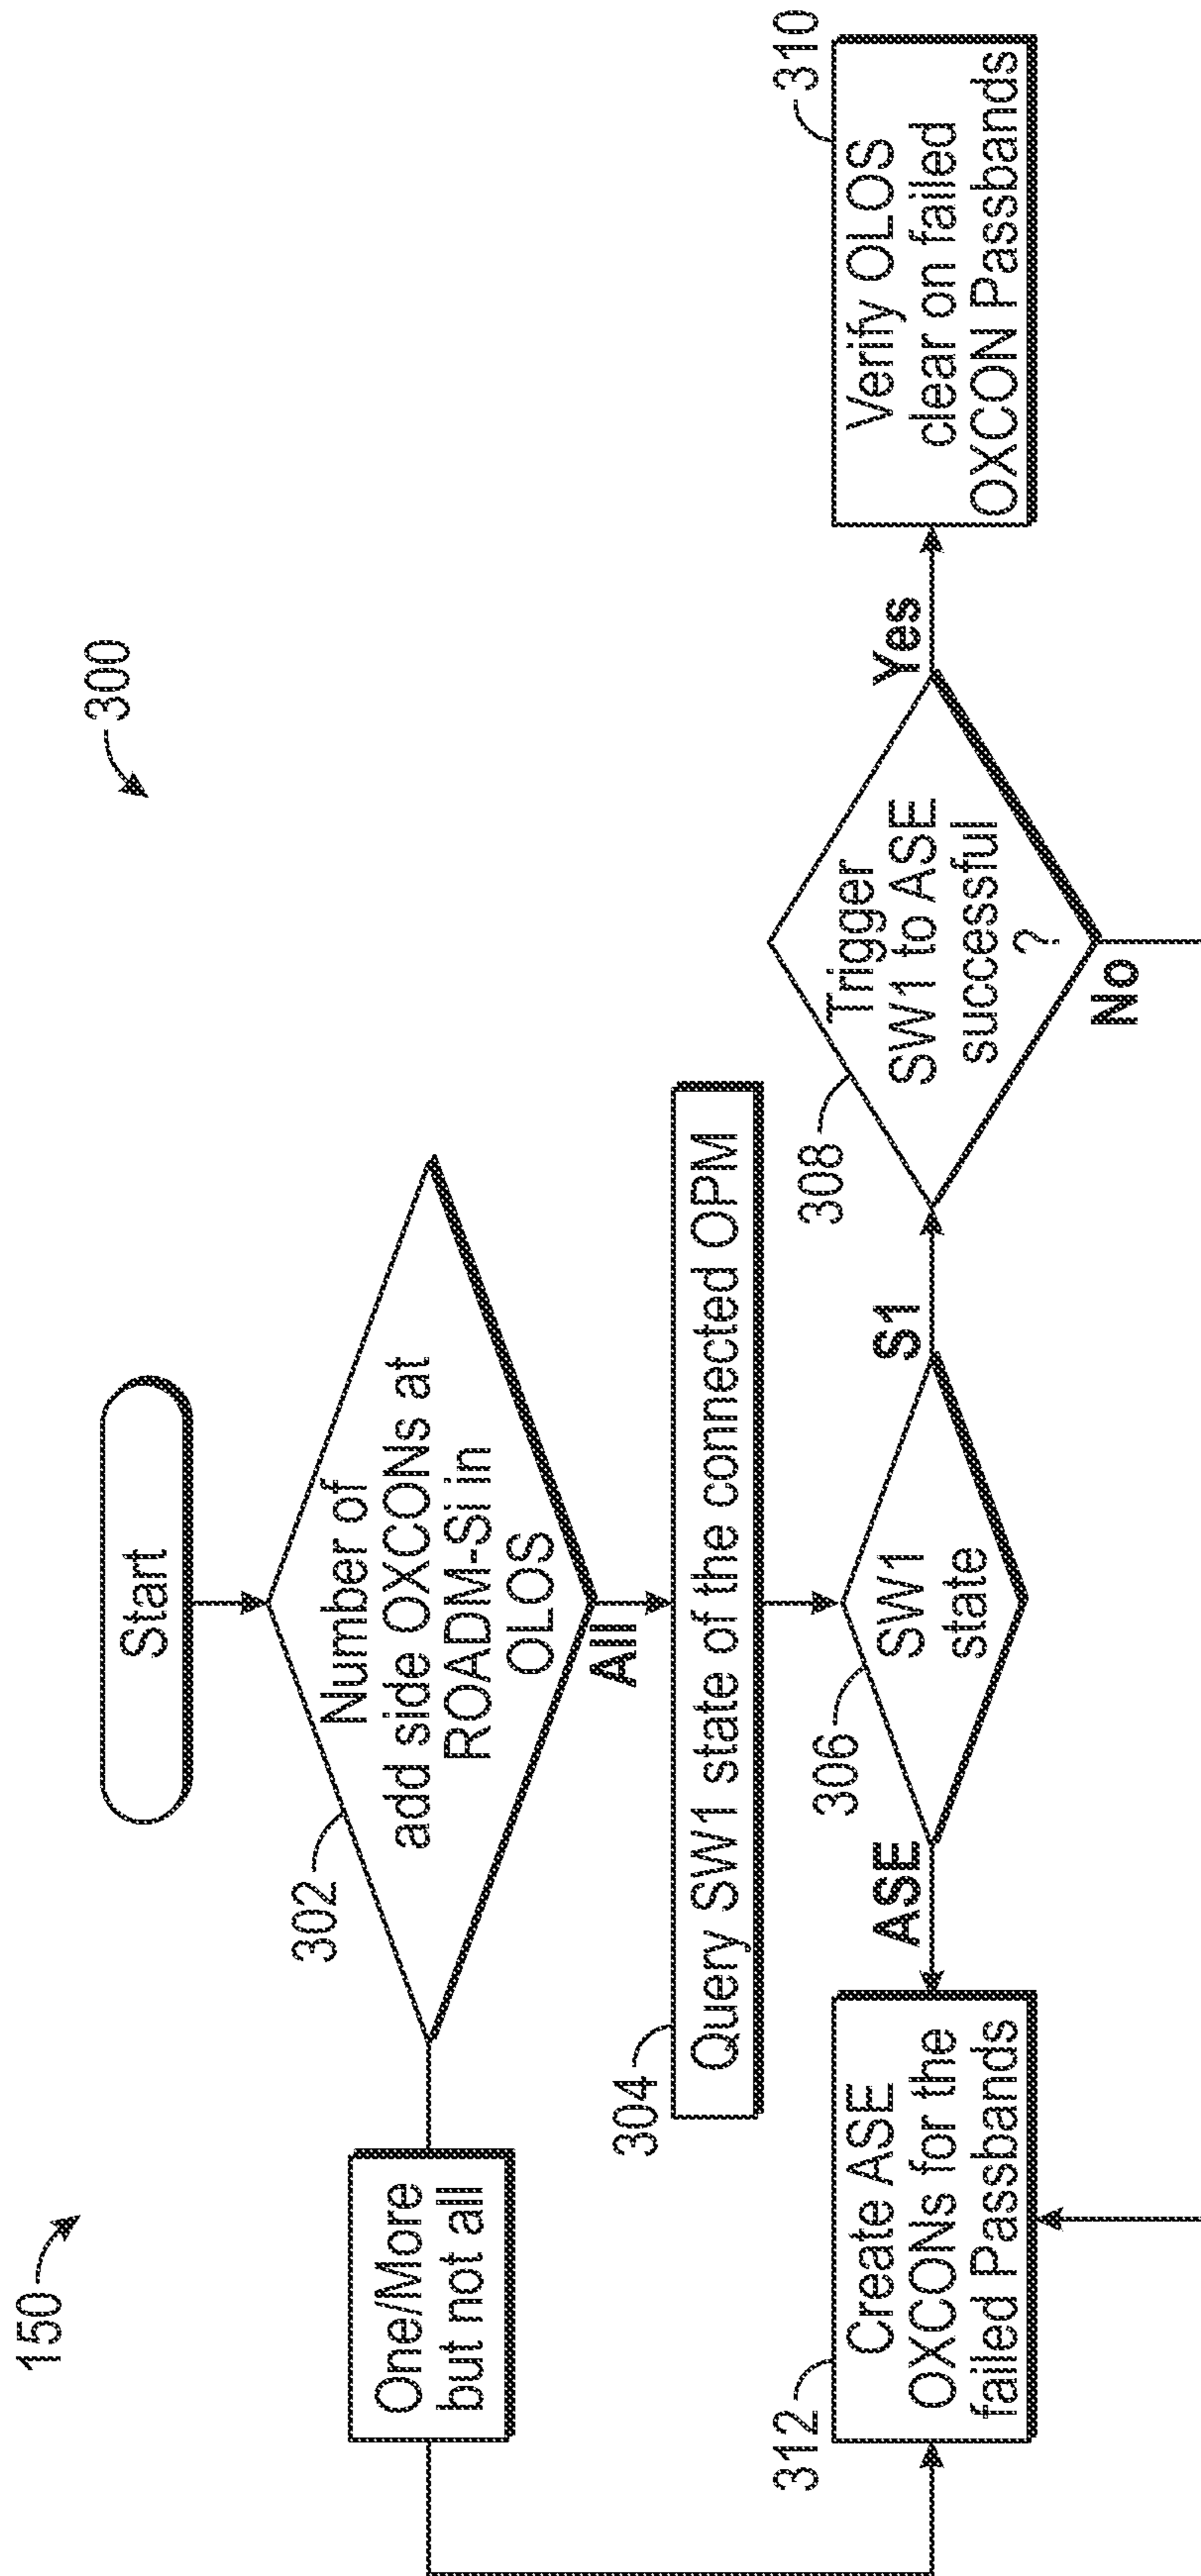 150
300
Start
302
Number of
add side OXCONs at
ROADM-Si in
OLOS
One/More
but not all
All
304
Query SW1 state of the connected OPM
306
SW1
state
ASE
S1
308
Trigger
SW1 to ASE
successful
?
Yes
No
310
Verify OLOS
clear on failed
OXCON Passbands
312
Create ASE
OXCONs for the
failed Passbands